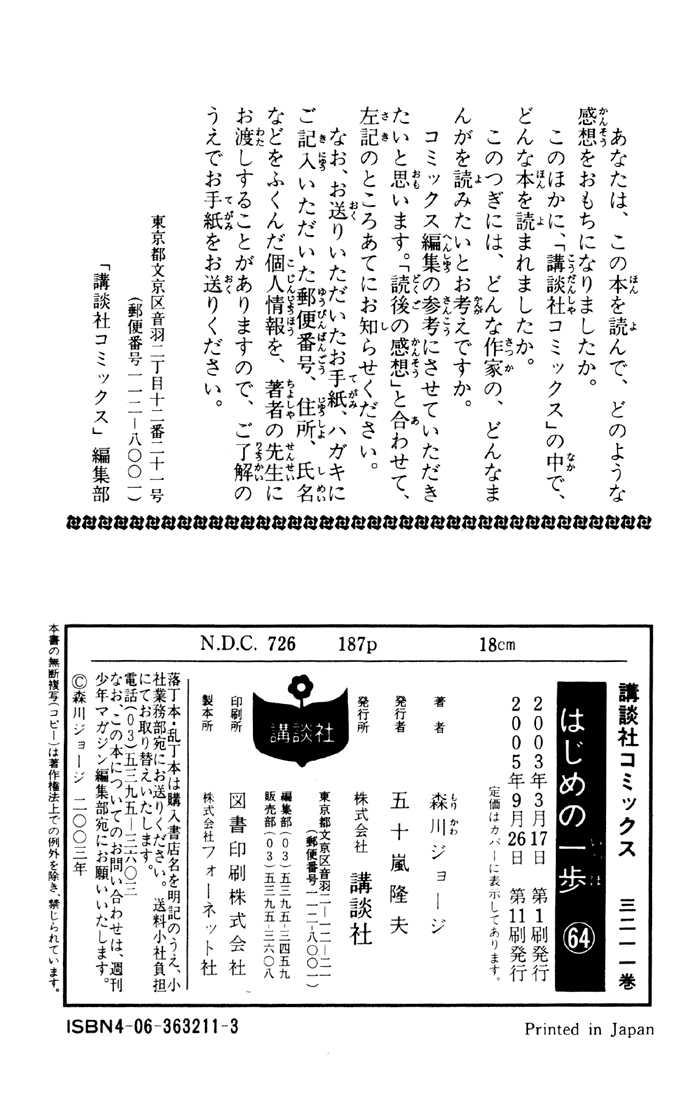 あなたは、この本を読んで、どのような
感想をおもちになりましたか。
このほかに、「講談社コミックス」の中で、
どんな本を読まれましたか。
このつぎには、どんな作家の、どんなま
んがを読みたいとお考えですか。
コミックス編集の参考にさせていただき
たいと思います。「読後の感想」と合わせて、
左記のところあてにお知らせください。
なお、お送りいただいたお手紙、ハガキに
ご記入いただいた郵便番号、住所、氏名
などをふくんだ個人情報を、著者の先生に
お渡しすることがありますので、ご了解の
うえでお手紙をお送りください。
東京都文京区音羽二丁目十二番二十一号
(郵便番号一一二-八〇〇一)
「講談社コミックス」編集部
N.D.C. 726 187p 18cm
講談社コミックス 三二一一巻
はじめの一歩 64
2003年3月17日 第1刷発行
2005年9月26日 第11刷発行
定価はカバーに表示してあります。
著者 森川ジョージ
発行者 五十嵐隆夫
発行所 株式会社 講談社
東京都文京区音羽二-一二-二一
(郵便番号一一二-八〇〇一)
編集部(03)五三九五-三四五九
販売部(03)五三九五-三六〇八
講談社
印刷所 図書印刷株式会社
製本所 株式会社フォーネット社
落丁本・乱丁本は購入書店名を明記のうえ、小
社業務部宛にお送りください。送料小社負担
にてお取り替えいたします。
電話(03)五三九五-三六〇三
なお、この本についてのお問い合わせは、週刊
少年マガジン編集部宛にお願いいたします。
©森川ジョージ 二〇〇三年
本書の無断複写(コピー)は著作権法上での例外を除き、禁じられています。
ISBN4-06-363211-3
Printed in Japan